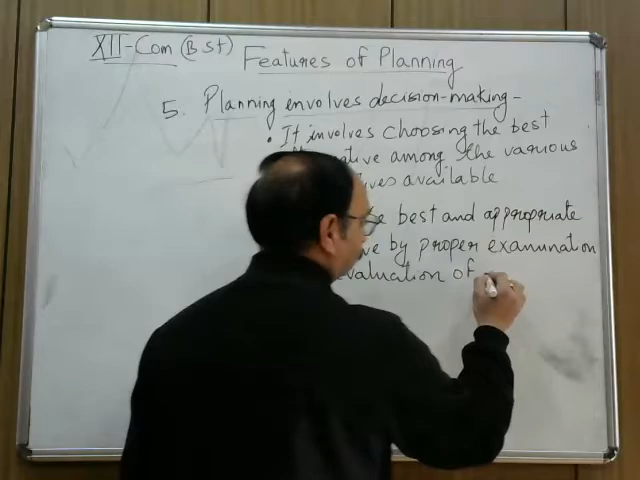 XII-Com (B St) Features of Planning
5. Planning involves decision-making -
• It involves choosing the best
among the various
available
best and appropriate
by proper examination
evaluation of